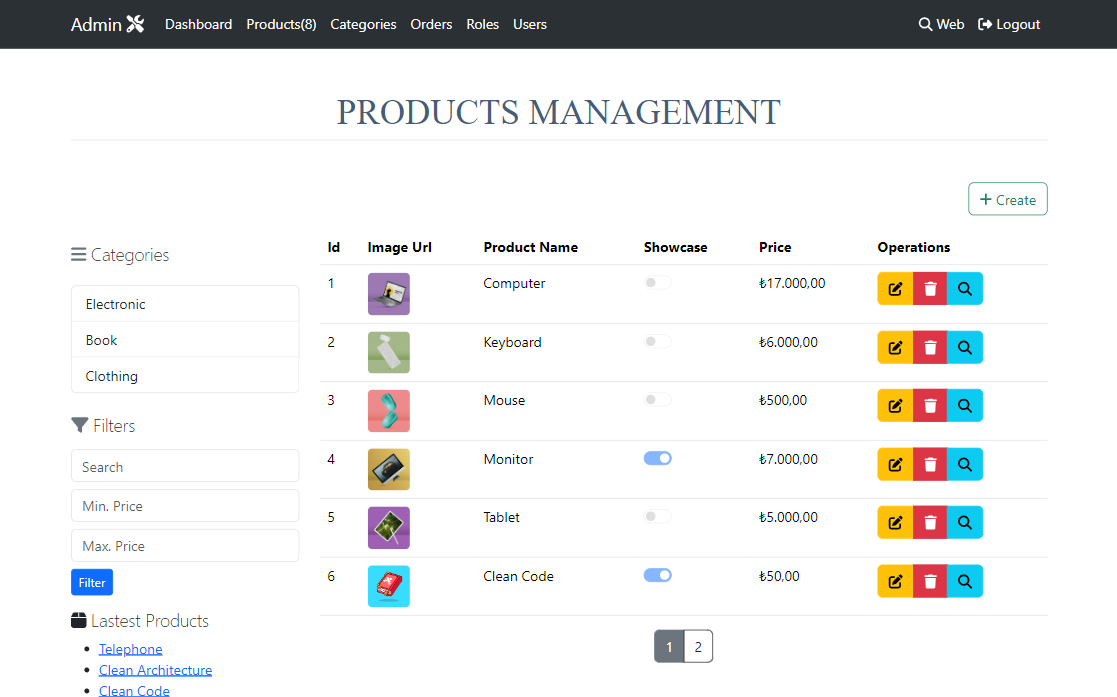 Admin Dashboard Products(8) Categories Orders Roles Users Web Logout
PRODUCTS MANAGEMENT
+ Create
Categories
Electronic
Book
Clothing
Filters
Search
Min. Price
Max. Price
Filter
Lastest Products
Telephone
Clean Architecture
Clean Code
Id Image Url Product Name Showcase Price Operations
1 Computer ₺17.000,00
2 Keyboard ₺6.000,00
3 Mouse ₺500,00
4 Monitor ₺7.000,00
5 Tablet ₺5.000,00
6 Clean Code ₺50,00
1 2